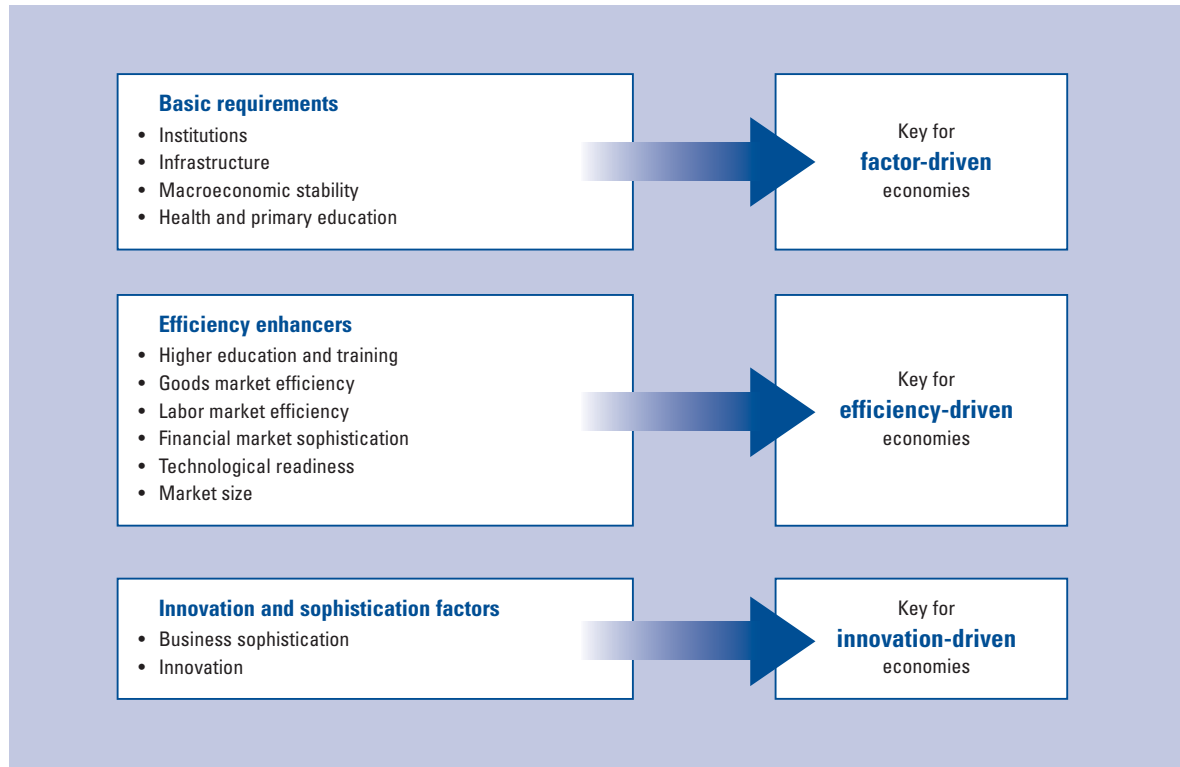 Basic requirements
• Institutions
• Infrastructure
• Macroeconomic stability
• Health and primary education
Key for
factor-driven
economies
Efficiency enhancers
• Higher education and training
• Goods market efficiency
• Labor market efficiency
• Financial market sophistication
• Technological readiness
• Market size
Key for
efficiency-driven
economies
Innovation and sophistication factors
• Business sophistication
• Innovation
Key for
innovation-driven
economies